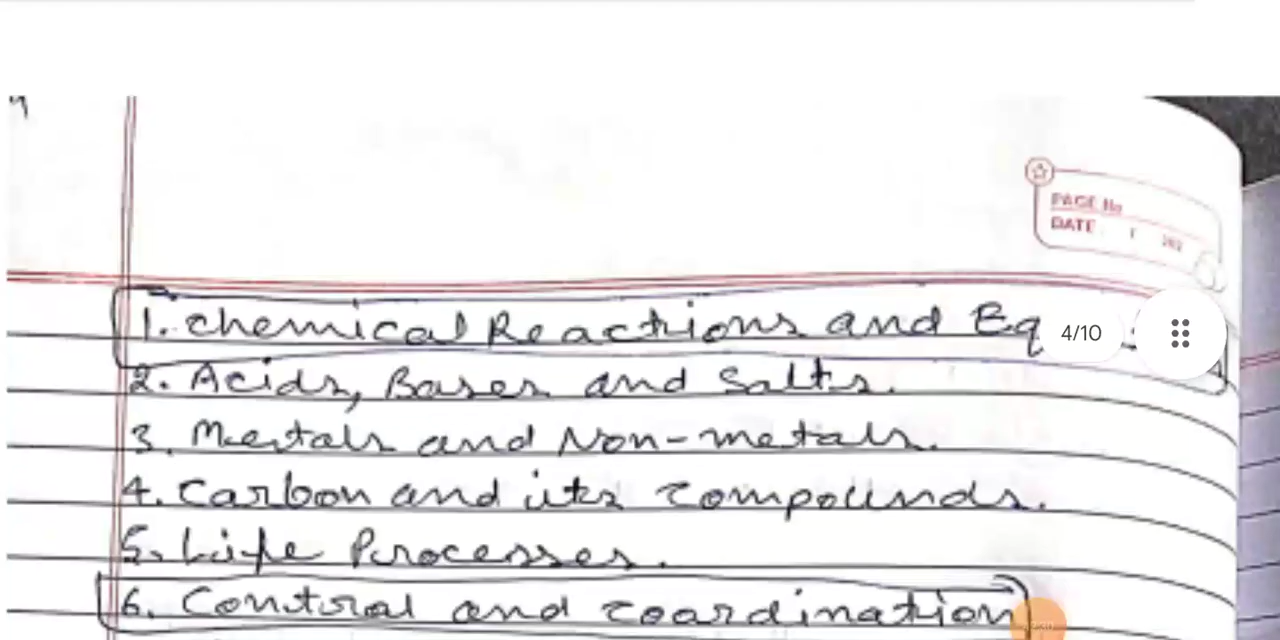 PAGE No
DATE
1. Chemical Reactions and Eq
4/10
2. Acids, Bases and Salts.
3. Metals and Non-metals.
4. Carbon and its compounds.
5. Life Processes.
6. Control and coordination